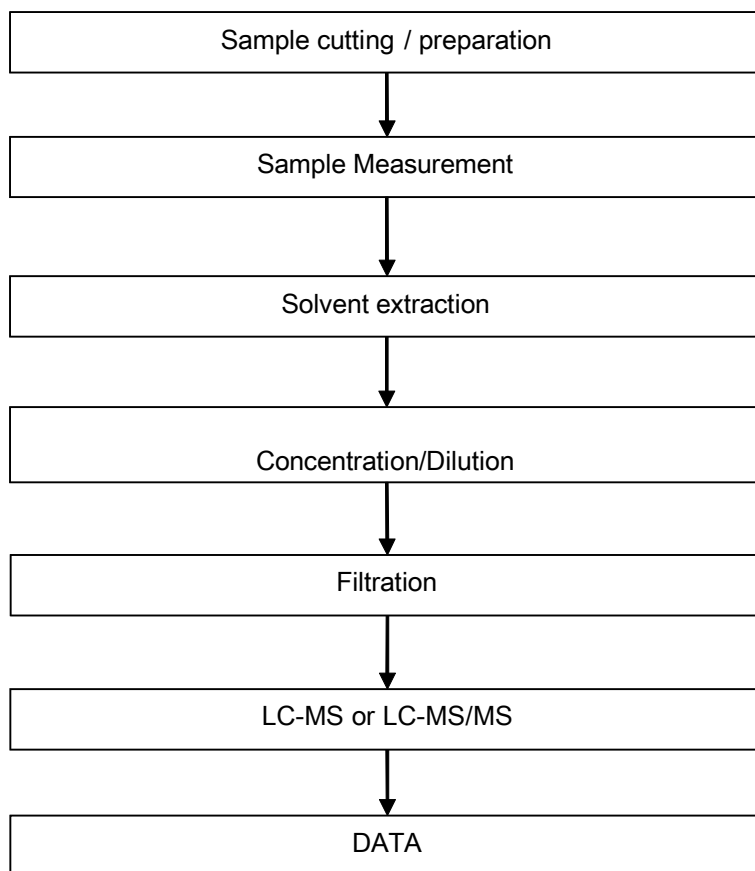 Sample cutting / preparation
Sample Measurement
Solvent extraction
Concentration/Dilution
Filtration
LC-MS or LC-MS/MS
DATA